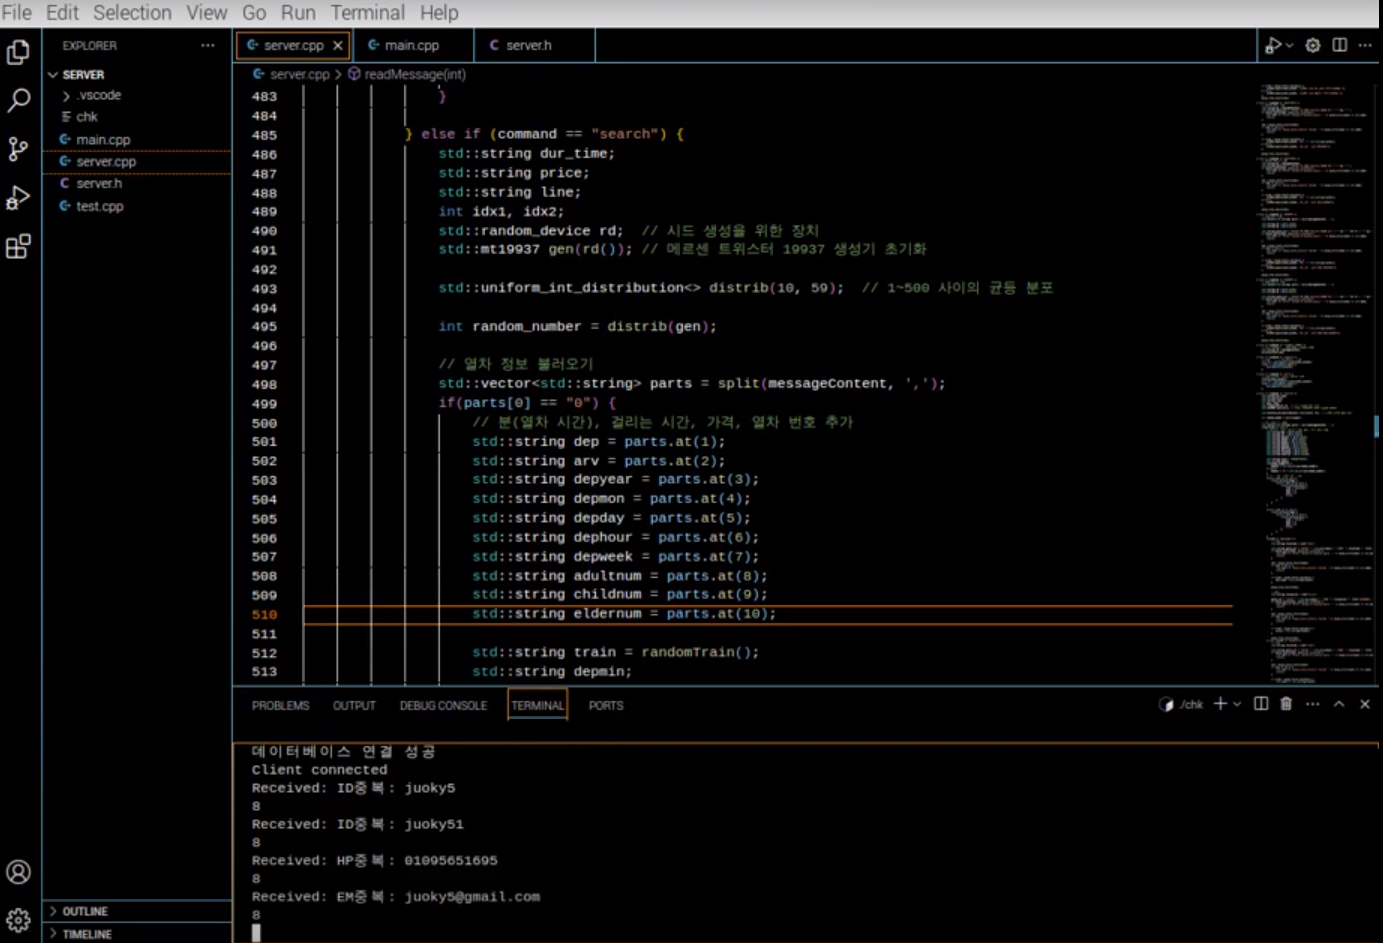 File Edit Selection View Go Run Terminal Help
EXPLORER
SERVER
.vscode
chk
main.cpp
server.cpp
server.h
test.cpp
OUTLINE
TIMELINE
server.cpp main.cpp server.h
server.cpp > readMessage(int)
483 }
484
485 } else if (command == "search") {
486 std::string dur_time;
487 std::string price;
488 std::string line;
489 int idx1, idx2;
490 std::random_device rd; // 시드 생성을 위한 장치
491 std::mt19937 gen(rd()); // 메르센 트위스터 19937 생성기 초기화
492
493 std::uniform_int_distribution<> distrib(10, 59); // 1~500 사이의 균등 분포
494
495 int random_number = distrib(gen);
496
497 // 열차 정보 불러오기
498 std::vector<std::string> parts = split(messageContent, ',');
499 if(parts[0] == "0") {
500 // 분(열차 시간), 걸리는 시간, 가격, 열차 번호 추가
501 std::string dep = parts.at(1);
502 std::string arv = parts.at(2);
503 std::string depyear = parts.at(3);
504 std::string depmon = parts.at(4);
505 std::string depday = parts.at(5);
506 std::string dephour = parts.at(6);
507 std::string depweek = parts.at(7);
508 std::string adultnum = parts.at(8);
509 std::string childnum = parts.at(9);
510 std::string eldernum = parts.at(10);
511
512 std::string train = randomTrain();
513 std::string depmin;
PROBLEMS OUTPUT DEBUG CONSOLE TERMINAL PORTS
./chk
데이터베이스 연결 성공
Client connected
Received: ID중복: juoky5
8
Received: ID중복: juoky51
8
Received: HP중복: 01095651695
8
Received: EM중복: juoky5@gmail.com
8